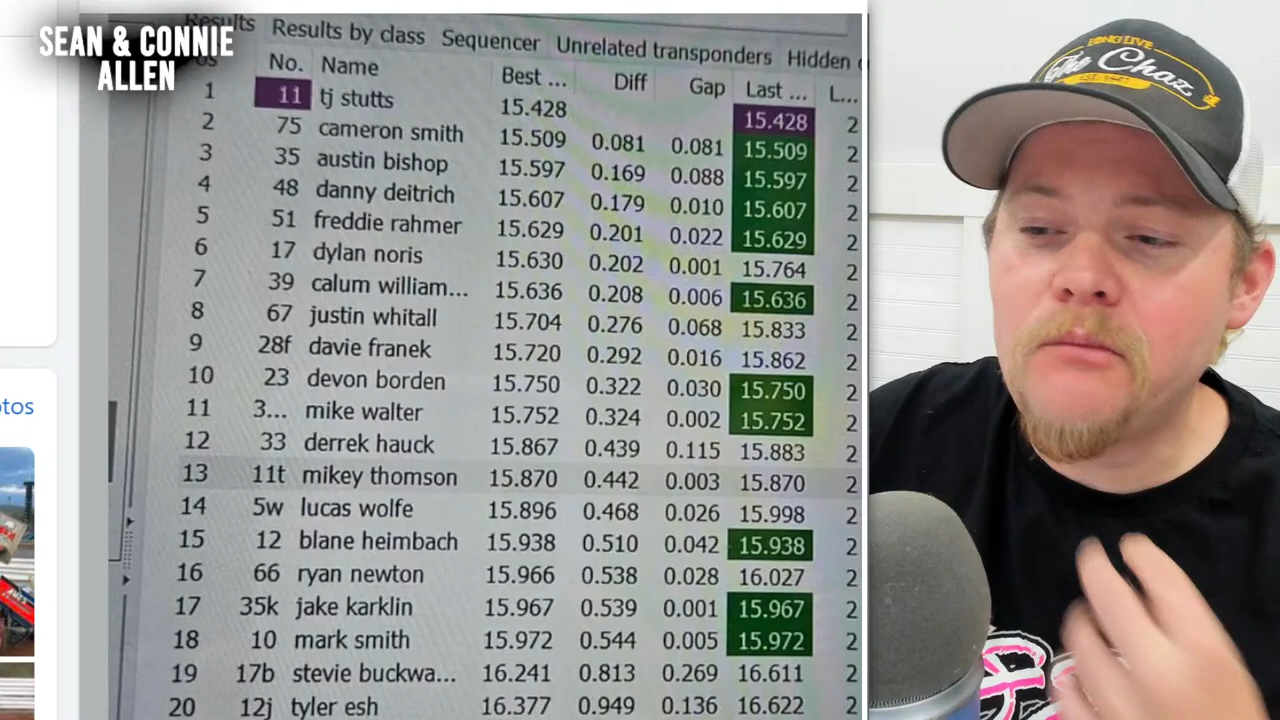 SEAN & CONNIE
ALLEN
Results Results by class Sequencer Unrelated transponders Hidden
No. Name Best ... Diff Gap Last ... L...
1 11 tj stutts 15.428 15.428 2
2 75 cameron smith 15.509 0.081 0.081 15.509 2
3 35 austin bishop 15.597 0.169 0.088 15.597 2
4 48 danny deitrich 15.607 0.179 0.010 15.607 2
5 51 freddie rahmer 15.629 0.201 0.022 15.629 2
6 17 dylan noris 15.630 0.202 0.001 15.764 2
7 39 calum william... 15.636 0.208 0.006 15.636 2
8 67 justin whitall 15.704 0.276 0.068 15.833 2
9 28f davie franek 15.720 0.292 0.016 15.862 2
10 23 devon borden 15.750 0.322 0.030 15.750 2
11 3... mike walter 15.752 0.324 0.002 15.752 2
12 33 derrek hauck 15.867 0.439 0.115 15.883 2
13 11t mikey thomson 15.870 0.442 0.003 15.870 2
14 5w lucas wolfe 15.896 0.468 0.026 15.998 2
15 12 blane heimbach 15.938 0.510 0.042 15.938 2
16 66 ryan newton 15.966 0.538 0.028 16.027 2
17 35k jake karklin 15.967 0.539 0.001 15.967 2
18 10 mark smith 15.972 0.544 0.005 15.972 2
19 17b stevie buckwa... 16.241 0.813 0.269 16.611 2
20 12j tyler esh 16.377 0.949 0.136 16.622 2
otos
LONG LIVE
The Chaz